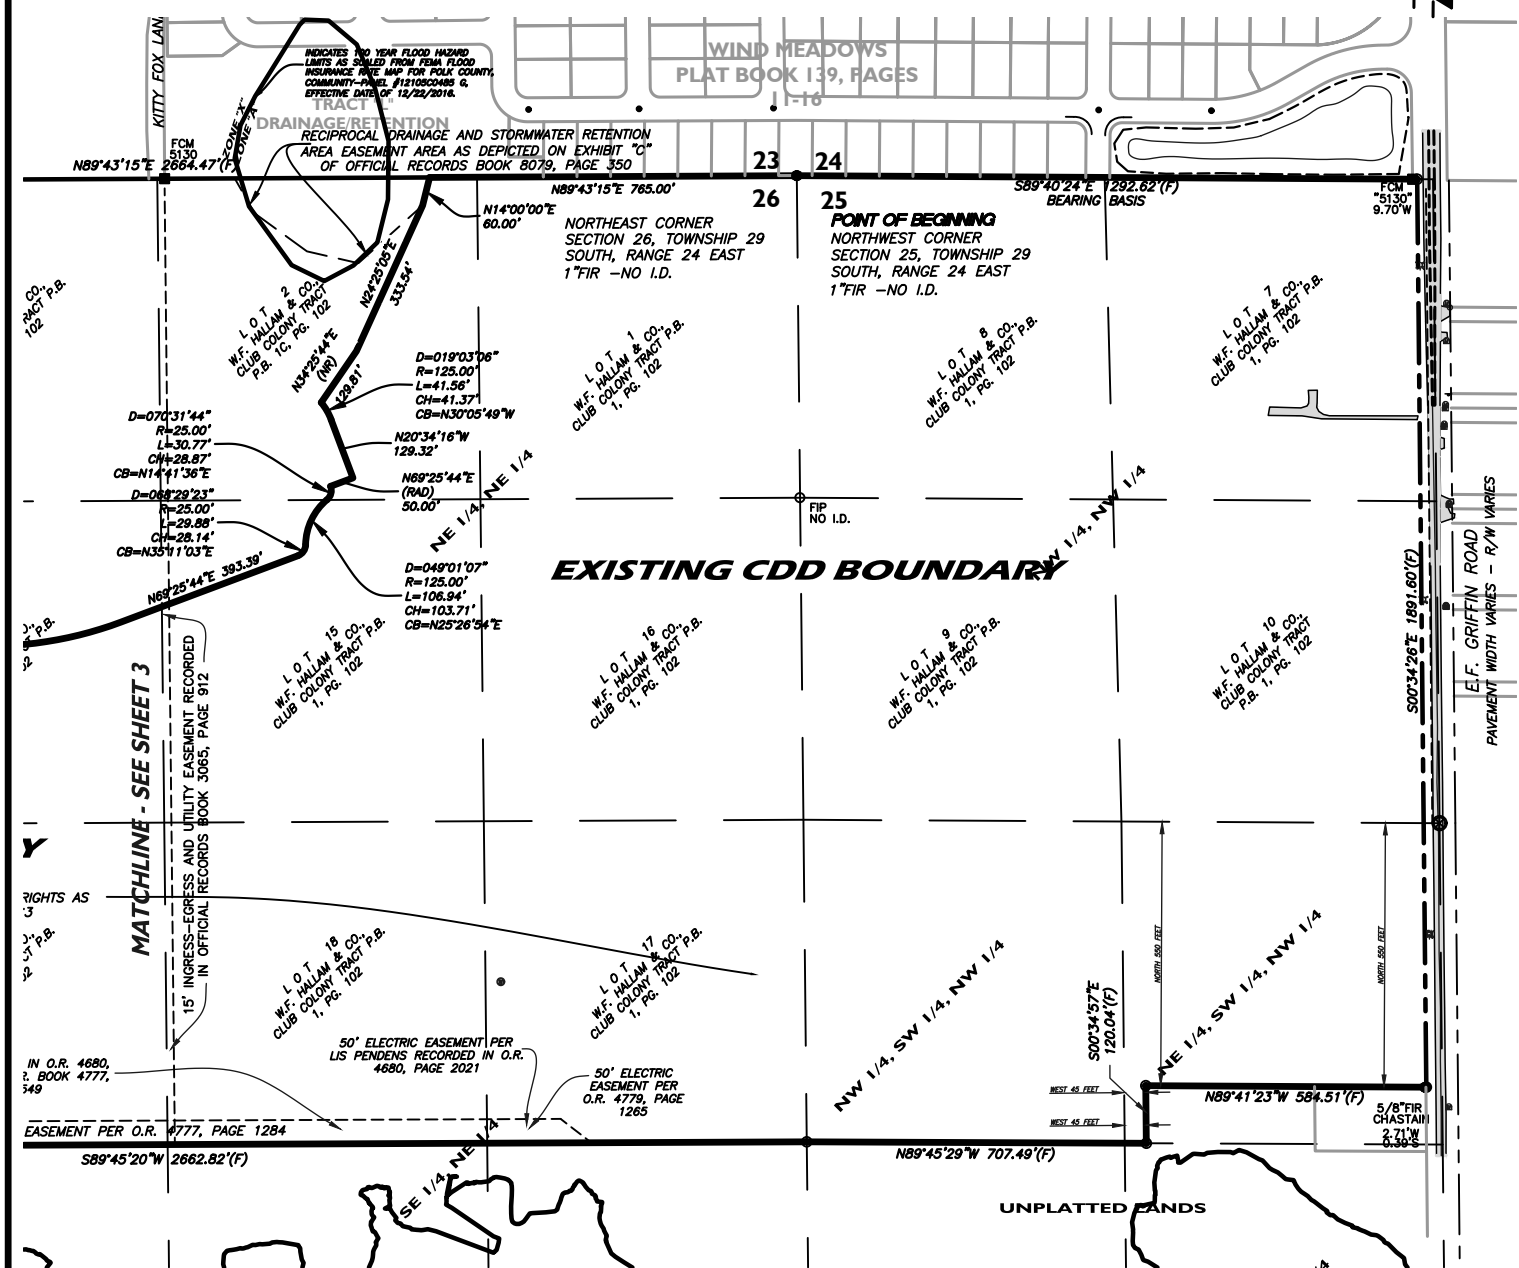 KITTY FOX LAN
INDICATES 100 YEAR FLOOD HAZARD
LIMITS AS SCALED FROM FEMA FLOOD
INSURANCE RATE MAP FOR POLK COUNTY,
COMMUNITY-PANEL #12105C0485 G,
EFFECTIVE DATE OF 12/22/2016.
WIND MEADOWS
PLAT BOOK 139, PAGES
11-16
ZONE "X"
ZONE "A"
TRACT "L"
DRAINAGE/RETENTION
FCM
5130
N89°43'15"E 2664.47'(F)
RECIPROCAL DRAINAGE AND STORMWATER RETENTION
AREA EASEMENT AREA AS DEPICTED ON EXHIBIT "C"
OF OFFICIAL RECORDS BOOK 8079, PAGE 350
23
24
26
25
N89°43'15"E 765.00'
S89°40'24"E 1292.62'(F)
BEARING BASIS
FCM
"5130"
9.70'W
N14°00'00"E
60.00'
NORTHEAST CORNER
SECTION 26, TOWNSHIP 29
SOUTH, RANGE 24 EAST
1"FIR -NO I.D.
POINT OF BEGINNING
NORTHWEST CORNER
SECTION 25, TOWNSHIP 29
SOUTH, RANGE 24 EAST
1"FIR -NO I.D.
N24°25'05"E
333.54'
CO.,
RACT P.B.
102
L O T 2
W.F. HALLAM & CO.,
CLUB COLONY TRACT
P.B. 1C, PG. 102
L O T 1
W.F. HALLAM & CO.,
CLUB COLONY TRACT P.B.
1, PG. 102
L O T 8
W.F. HALLAM & CO.,
CLUB COLONY TRACT P.B.
1, PG. 102
L O T 7
W.F. HALLAM & CO.,
CLUB COLONY TRACT P.B.
1, PG. 102
N34°25'44"E
(NR)
129.81'
D=019°03'06"
R=125.00'
L=41.56'
CH=41.37'
CB=N30°05'49"W
D=070°31'44"
R=25.00'
L=30.77'
CH=28.87'
CB=N14°41'36"E
N20°34'16"W
129.32'
N69°25'44"E
(RAD)
50.00'
D=068°29'23"
R=25.00'
L=29.88'
CH=28.14'
CB=N35°11'03"E
NE 1/4, NE 1/4
FIP
NO I.D.
NW 1/4, NW 1/4
EXISTING CDD BOUNDARY
D=049°01'07"
R=125.00'
L=106.94'
CH=103.71'
CB=N25°26'54"E
N69°25'44"E 393.39'
S00°34'26"E 1891.60'(F)
E.F. GRIFFIN ROAD
PAVEMENT WIDTH VARIES - R/W VARIES
P.B.
L O T 15
W.F. HALLAM & CO.,
CLUB COLONY TRACT P.B.
1, PG. 102
L O T 16
W.F. HALLAM & CO.,
CLUB COLONY TRACT P.B.
1, PG. 102
L O T 9
W.F. HALLAM & CO.,
CLUB COLONY TRACT P.B.
1, PG. 102
L O T 10
W.F. HALLAM & CO.,
CLUB COLONY TRACT
P.B. 1, PG. 102
MATCHLINE - SEE SHEET 3
15' INGRESS-EGRESS AND UTILITY EASEMENT RECORDED
IN OFFICIAL RECORDS BOOK 3065, PAGE 912
Y
RIGHTS AS
L O T 18
W.F. HALLAM & CO.,
CLUB COLONY TRACT P.B.
1, PG. 102
L O T 17
W.F. HALLAM & CO.,
CLUB COLONY TRACT P.B.
1, PG. 102
NORTH 550 FEET
NORTH 550 FEET
NW 1/4, SW 1/4, NW 1/4
NE 1/4, SW 1/4, NW 1/4
S00°34'57"E
120.04'(F)
IN O.R. 4680,
R. BOOK 4777,
549
50' ELECTRIC EASEMENT PER
LIS PENDENS RECORDED IN O.R.
4680, PAGE 2021
50' ELECTRIC
EASEMENT PER
O.R. 4779, PAGE
1265
WEST 45 FEET
WEST 45 FEET
N89°41'23"W 584.51'(F)
5/8"FIR
CHASTAIN
2.71'W
0.39'S
EASEMENT PER O.R. 4777, PAGE 1284
S89°45'20"W 2662.82'(F)
N89°45'29"W 707.49'(F)
SE 1/4, NE 1/4
UNPLATTED LANDS